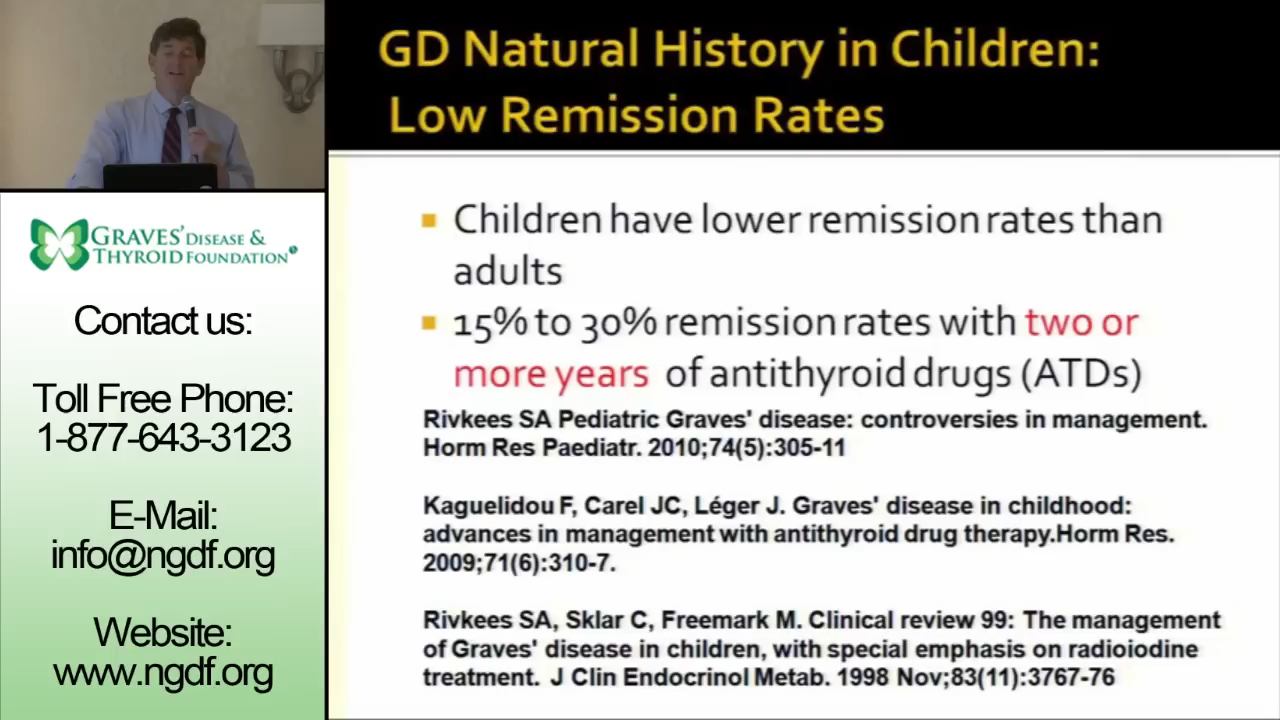 GD Natural History in Children:
Low Remission Rates
Children have lower remission rates than
adults
15% to 30% remission rates with two or
more years of antithyroid drugs (ATDs)
Rivkees SA Pediatric Graves' disease: controversies in management.
Horm Res Paediatr. 2010;74(5):305-11
Kaguelidou F, Carel JC, Léger J. Graves' disease in childhood:
advances in management with antithyroid drug therapy.Horm Res.
2009;71(6):310-7.
Rivkees SA, Sklar C, Freemark M. Clinical review 99: The management
of Graves' disease in children, with special emphasis on radioiodine
treatment. J Clin Endocrinol Metab. 1998 Nov;83(11):3767-76
GRAVES' DISEASE &
THYROID FOUNDATION
Contact us:
Toll Free Phone:
1-877-643-3123
E-Mail:
info@ngdf.org
Website:
www.ngdf.org